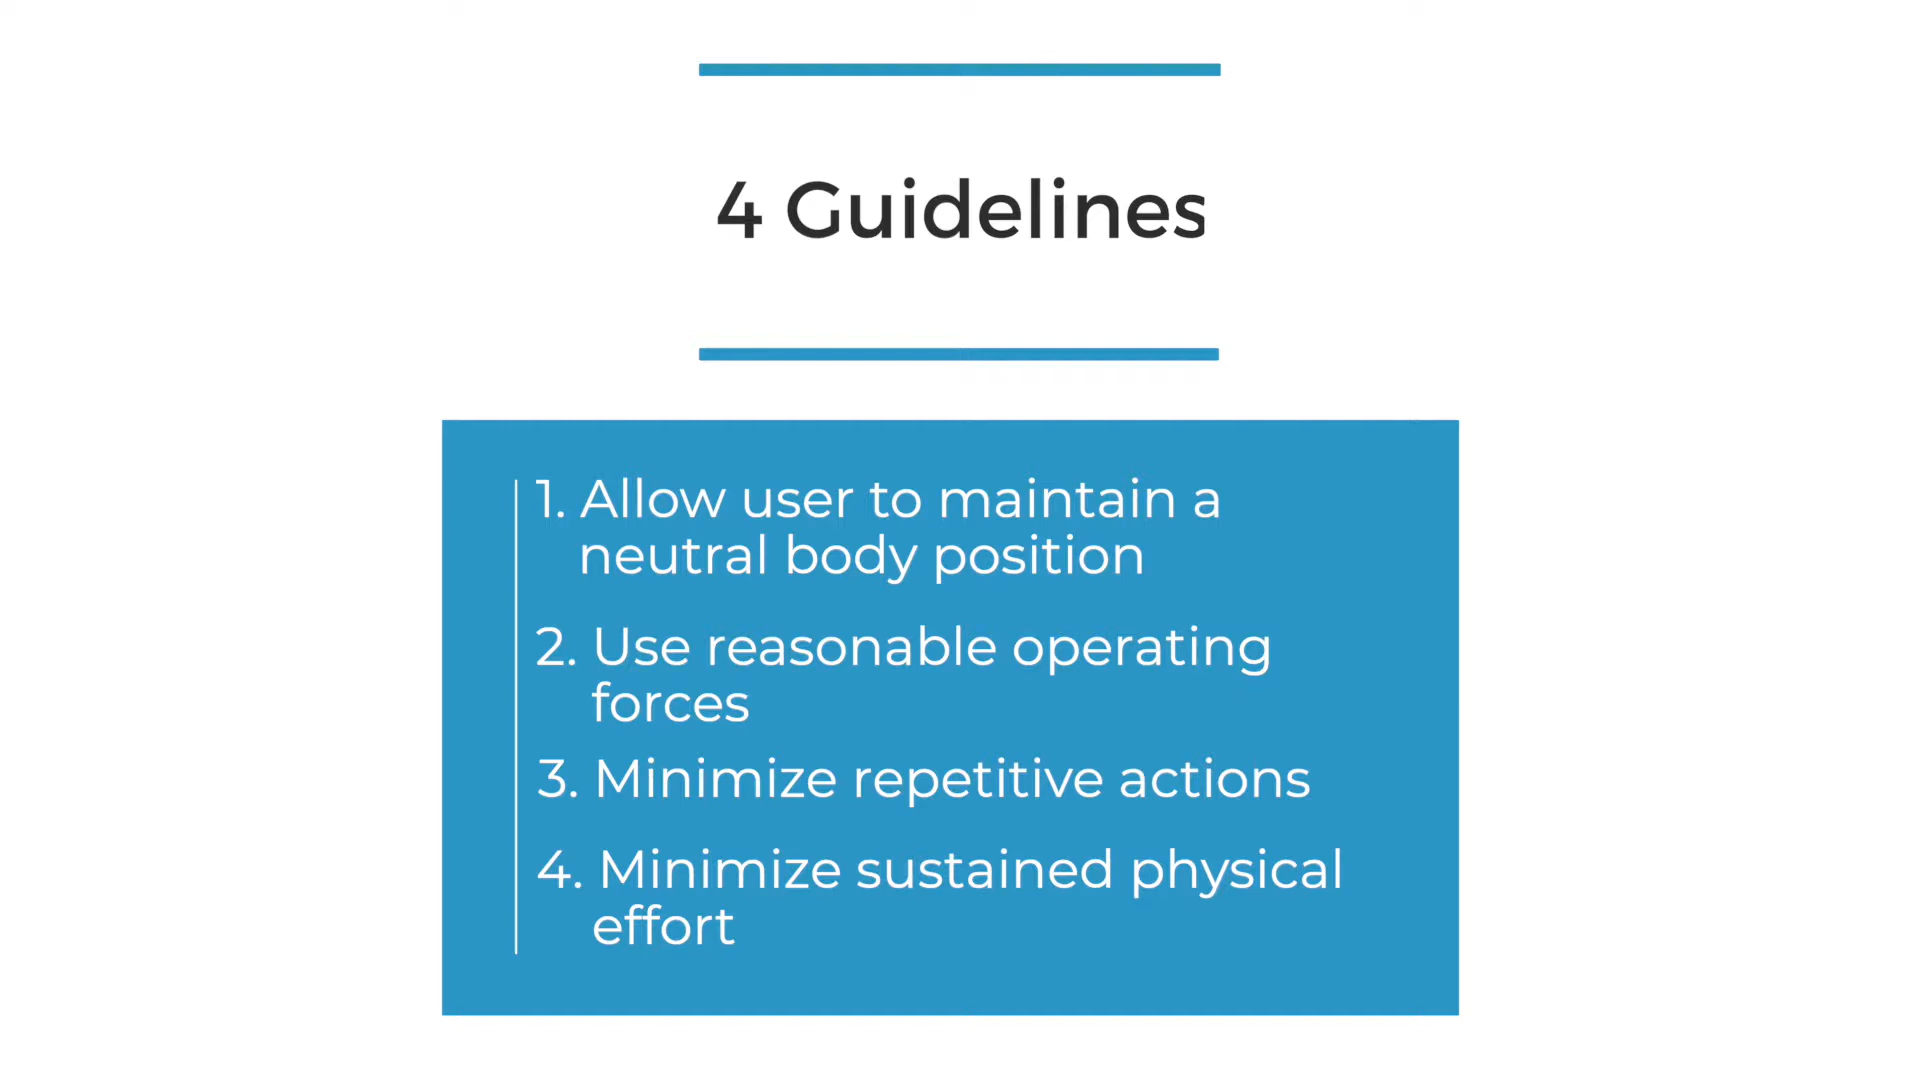 4 Guidelines
1. Allow user to maintain a
neutral body position
2. Use reasonable operating
forces
3. Minimize repetitive actions
4. Minimize sustained physical
effort